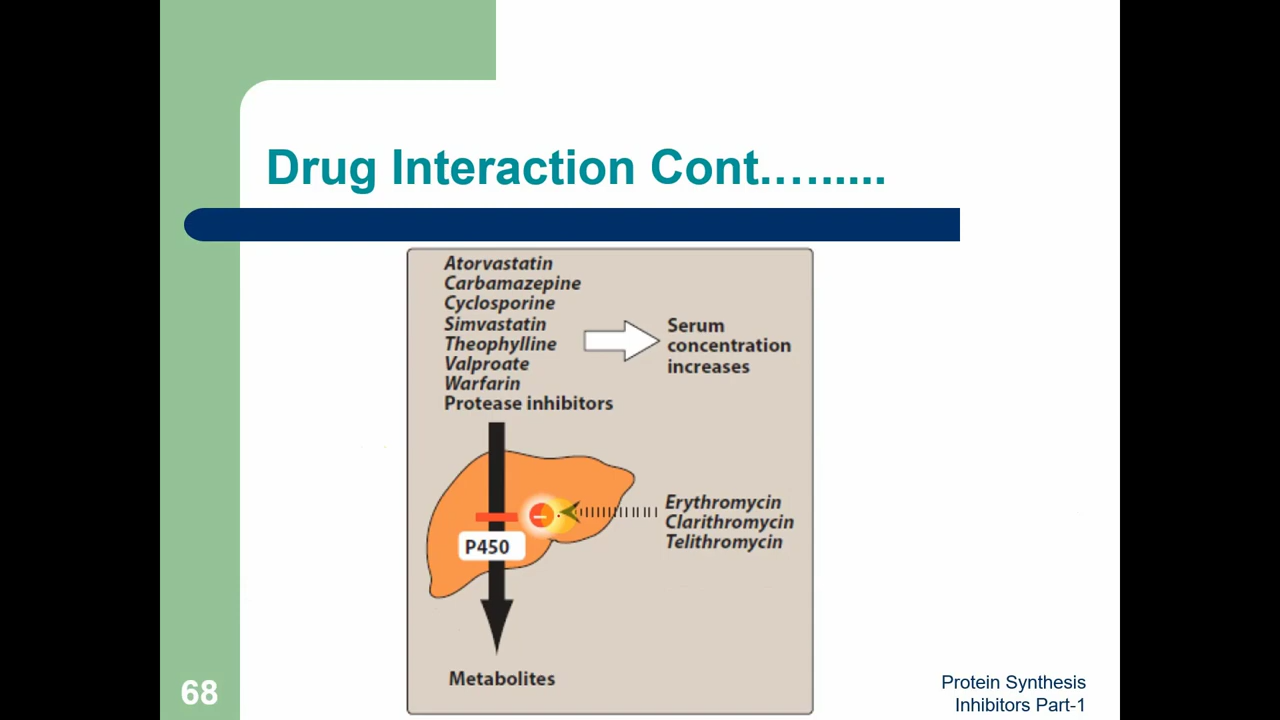 Drug Interaction Cont.…......
Atorvastatin
Carbamazepine
Cyclosporine
Simvastatin
Theophylline
Valproate
Warfarin
Protease inhibitors
Serum
concentration
increases
Erythromycin
Clarithromycin
Telithromycin
P450
Metabolites
68
Protein Synthesis
Inhibitors Part-1